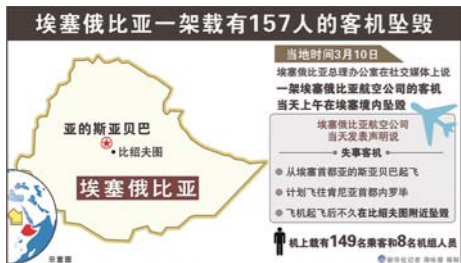 埃塞俄比亚一架载有157人的客机坠毁
当地时间3月10日
埃塞俄比亚总理办公室在社交媒体上说
一架埃塞俄比亚航空公司的客机
当天上午在埃塞境内坠毁
亚的斯亚贝巴
比绍夫图
埃塞俄比亚
埃塞俄比亚航空公司
当天发表声明说
失事客机
从埃塞首都亚的斯亚贝巴起飞
计划飞往肯尼亚首都内罗毕
飞机起飞后不久在比绍夫图附近坠毁
机上载有149名乘客和8名机组人员
示意图
新华社记者
编制